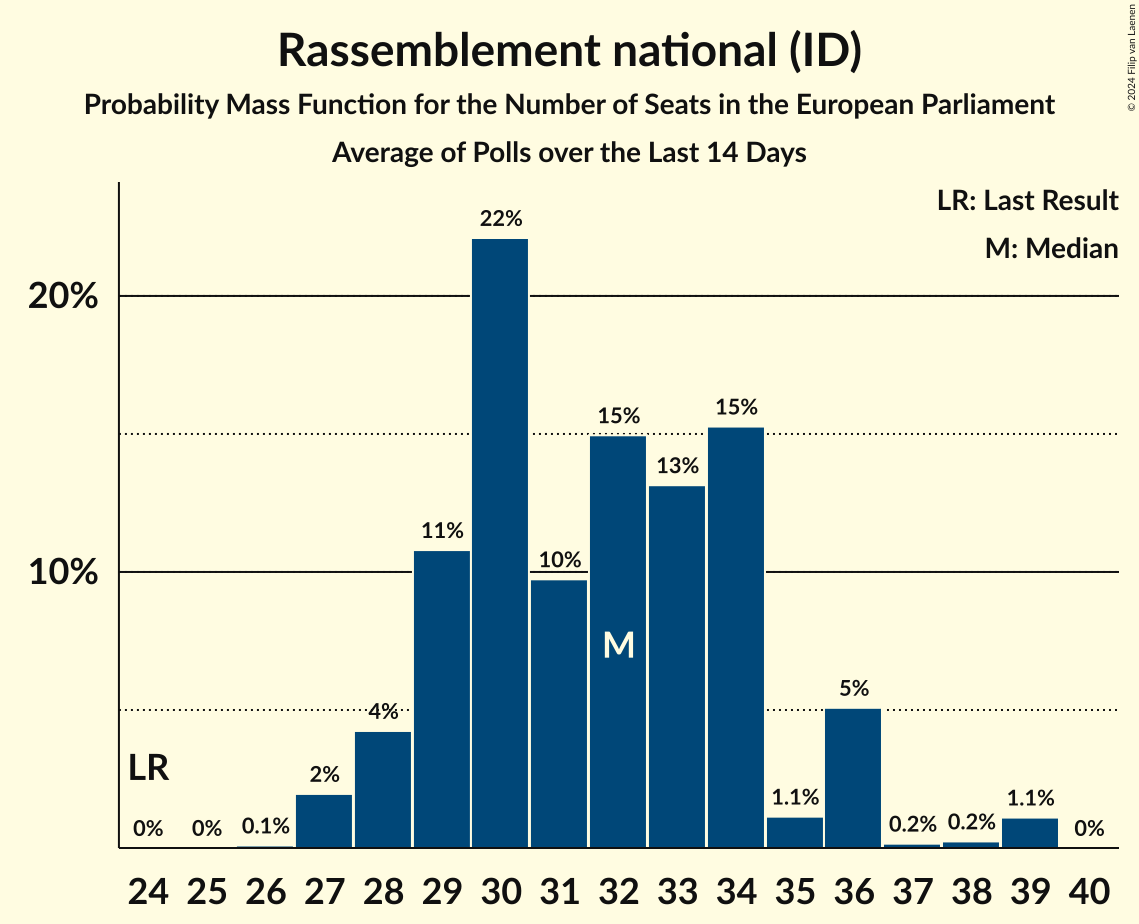 Rassemblement national (ID)
Probability Mass Function for the Number of Seats in the European Parliament
Average of Polls over the Last 14 Days
© 2024 Filip van Laenen
LR: Last Result
M: Median
22%
20%
15%
15%
13%
11%
10%
10%
M
5%
4%
LR
2%
1.1%
1.1%
0%
0%
0.1%
0.2%
0.2%
0%
24 25 26 27 28 29 30 31 32 33 34 35 36 37 38 39 40